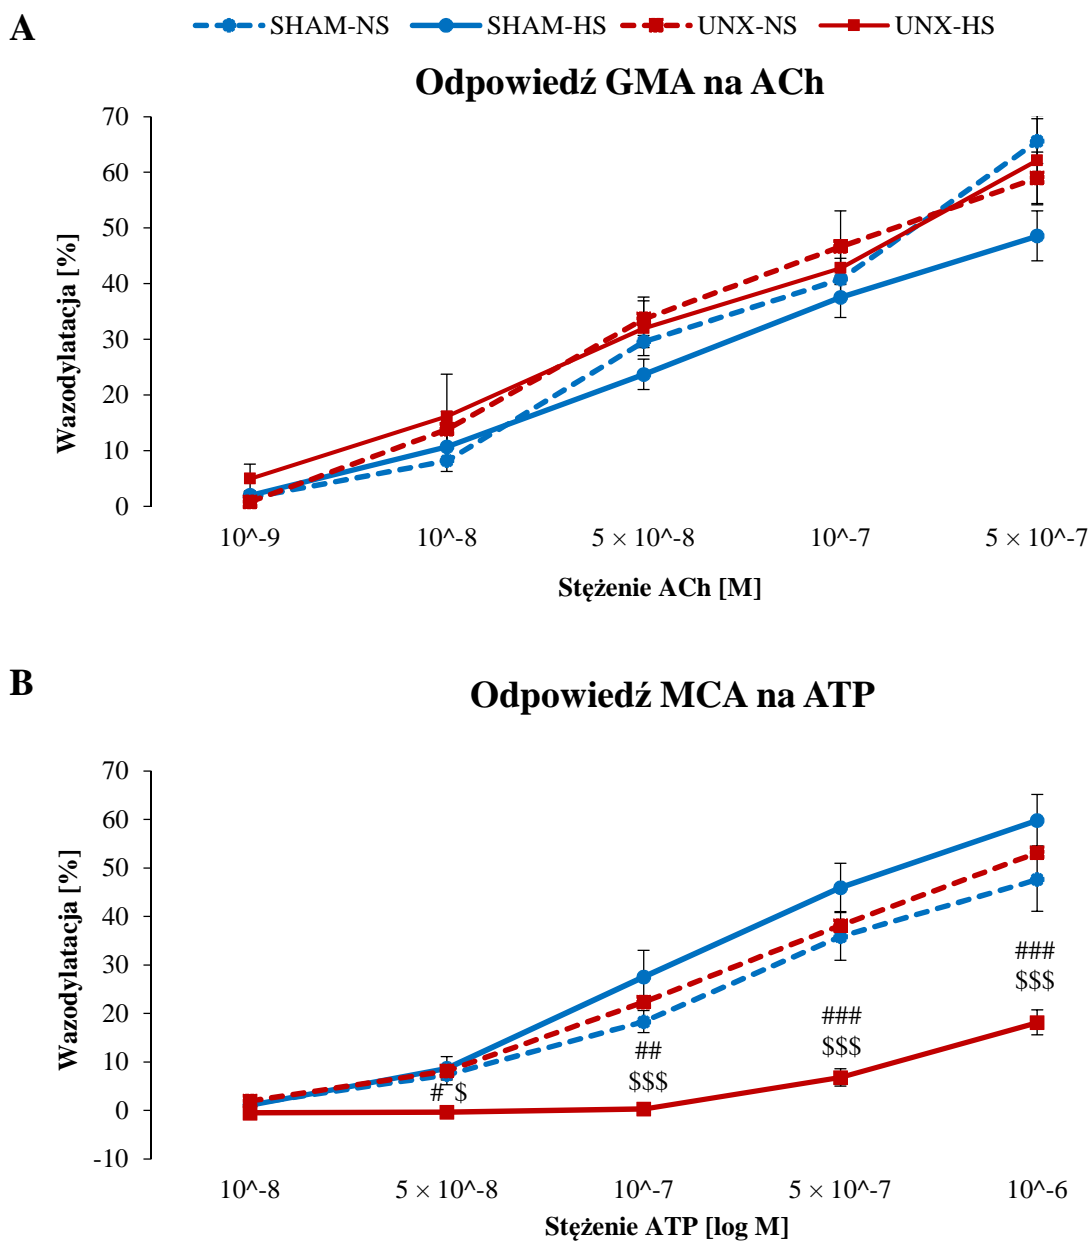 A
SHAM-NS SHAM-HS UNX-NS UNX-HS
Odpowiedź GMA na ACh
70
60
50
40
30
20
10
0
Wazodylatacja [%]
10^-9 10^-8 5 × 10^-8 10^-7 5 × 10^-7
Stężenie ACh [M]
B
Odpowiedź MCA na ATP
70
60
50
40
30
20
10
0
-10
Wazodylatacja [%]
# $
##
$$$
###
$$$
###
$$$
10^-8 5 × 10^-8 10^-7 5 × 10^-7 10^-6
Stężenie ATP [log M]